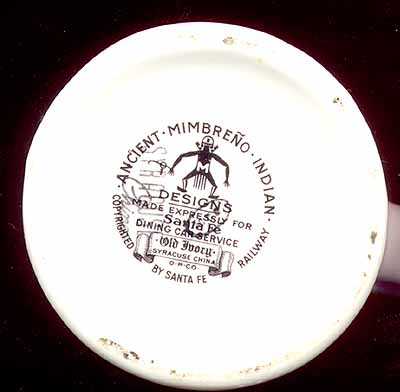 ANCIENT · MIMBREÑO · INDIAN
DESIGNS
MADE EXPRESSLY FOR
Santa Fe
DINING CAR SERVICE
Old Ivory
SYRACUSE CHINA
O.P.CO.
COPYRIGHTED BY SANTA FE RAILWAY